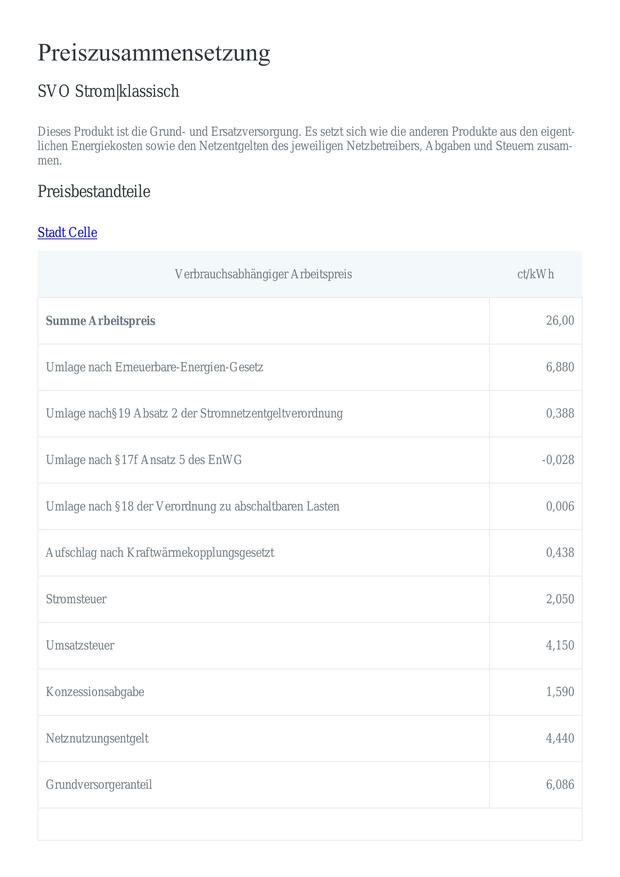 Preiszusammensetzung
SVO Strom|klassisch
Dieses Produkt ist die Grund- und Ersatzversorgung. Es setzt sich wie die anderen Produkte aus den eigent-
lichen Energiekosten sowie den Netzentgelten des jeweiligen Netzbetreibers, Abgaben und Steuern zusam-
men.
Preisbestandteile
Stadt Celle
Verbrauchsabhängiger Arbeitspreis ct/kWh
Summe Arbeitspreis 26,00
Umlage nach Erneuerbare-Energien-Gesetz 6,880
Umlage nach§19 Absatz 2 der Stromnetzentgeltverordnung 0,388
Umlage nach §17f Ansatz 5 des EnWG -0,028
Umlage nach §18 der Verordnung zu abschaltbaren Lasten 0,006
Aufschlag nach Kraftwärmekopplungsgesetzt 0,438
Stromsteuer 2,050
Umsatzsteuer 4,150
Konzessionsabgabe 1,590
Netznutzungsentgelt 4,440
Grundversorgeranteil 6,086